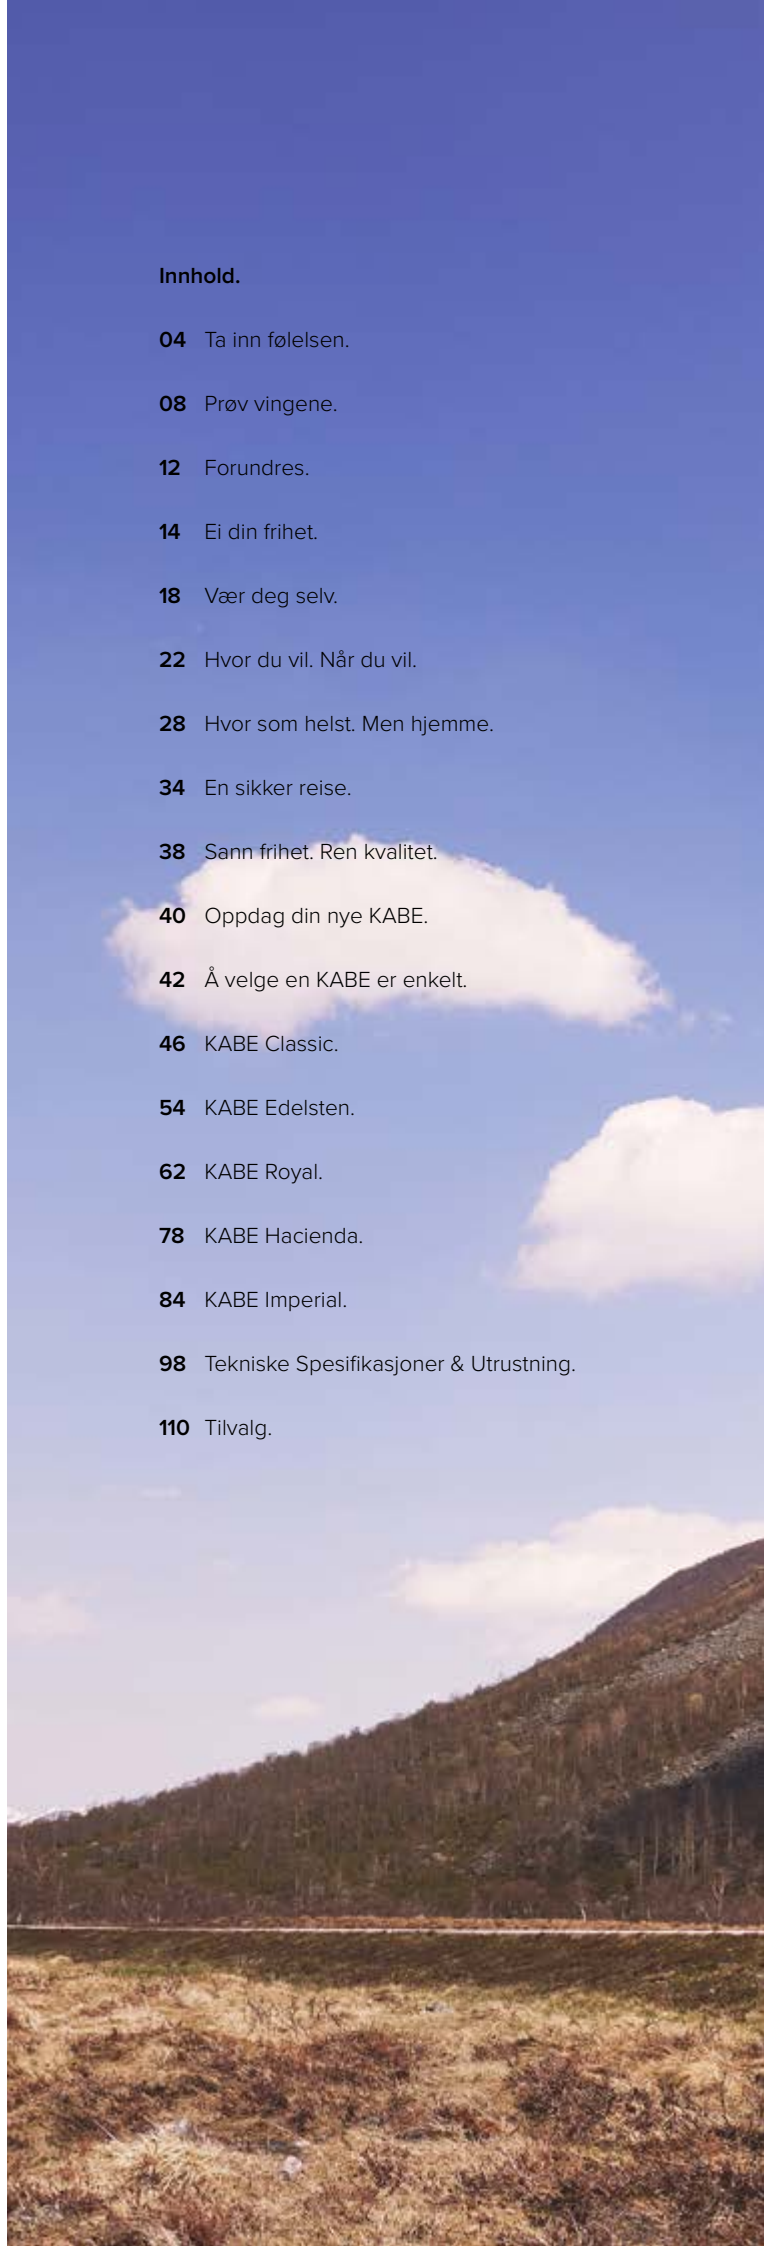 Innhold.
04 Ta inn følelsen.
08 Prøv vingene.
12 Forundres.
14 Ei din frihet.
18 Vær deg selv.
22 Hvor du vil. Når du vil.
28 Hvor som helst. Men hjemme.
34 En sikker reise.
38 Sann frihet. Ren kvalitet.
40 Oppdag din nye KABE.
42 Å velge en KABE er enkelt.
46 KABE Classic.
54 KABE Edelsten.
62 KABE Royal.
78 KABE Hacienda.
84 KABE Imperial.
98 Tekniske Spesifikasjoner & Utrustning.
110 Tilvalg.